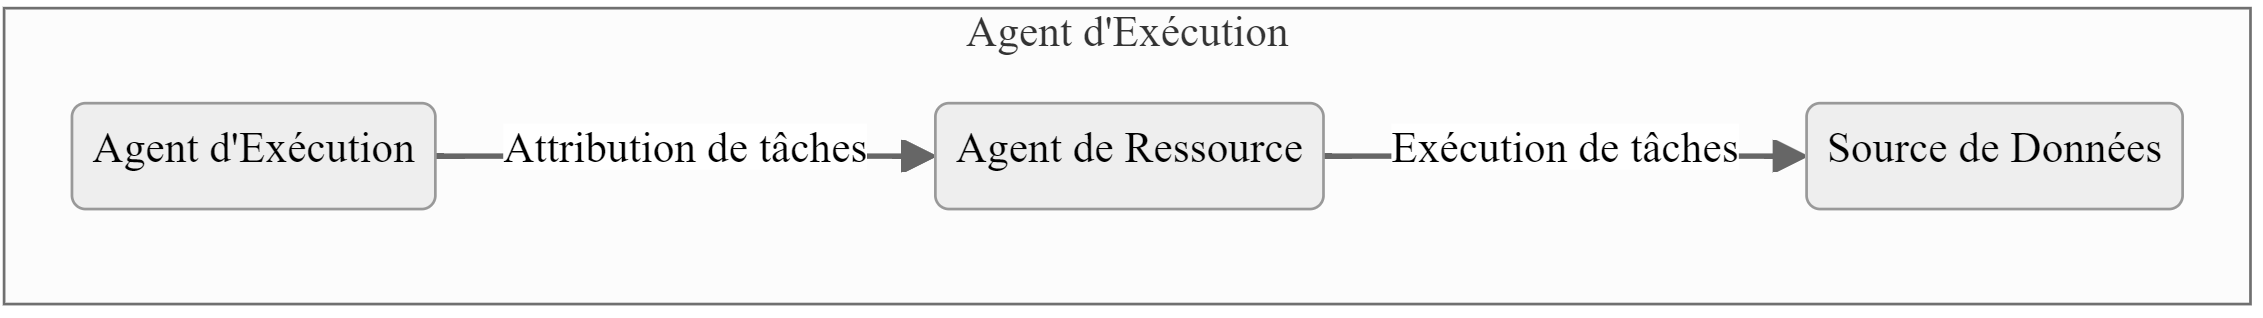 Agent d'Exécution
Agent d'Exécution Attribution de tâches Agent de Ressource Exécution de tâches Source de Données